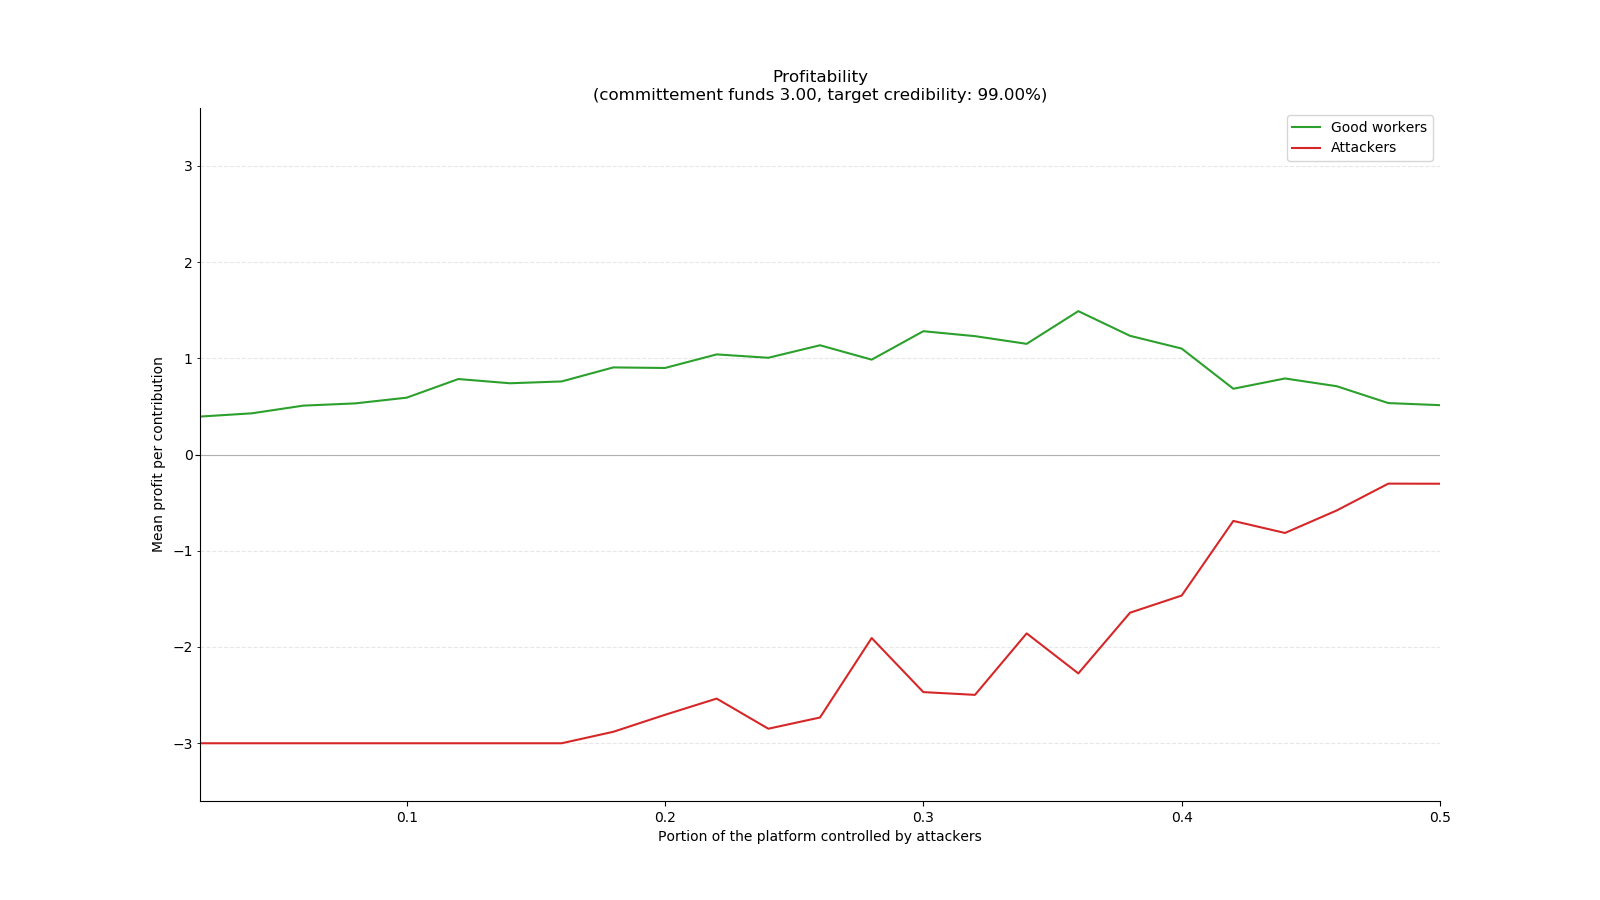 Profitability
(committement funds 3.00, target credibility: 99.00%)
Good workers
Attackers
3
2
1
0
−1
−2
−3
Mean profit per contribution
0.1
0.2
0.3
0.4
0.5
Portion of the platform controlled by attackers